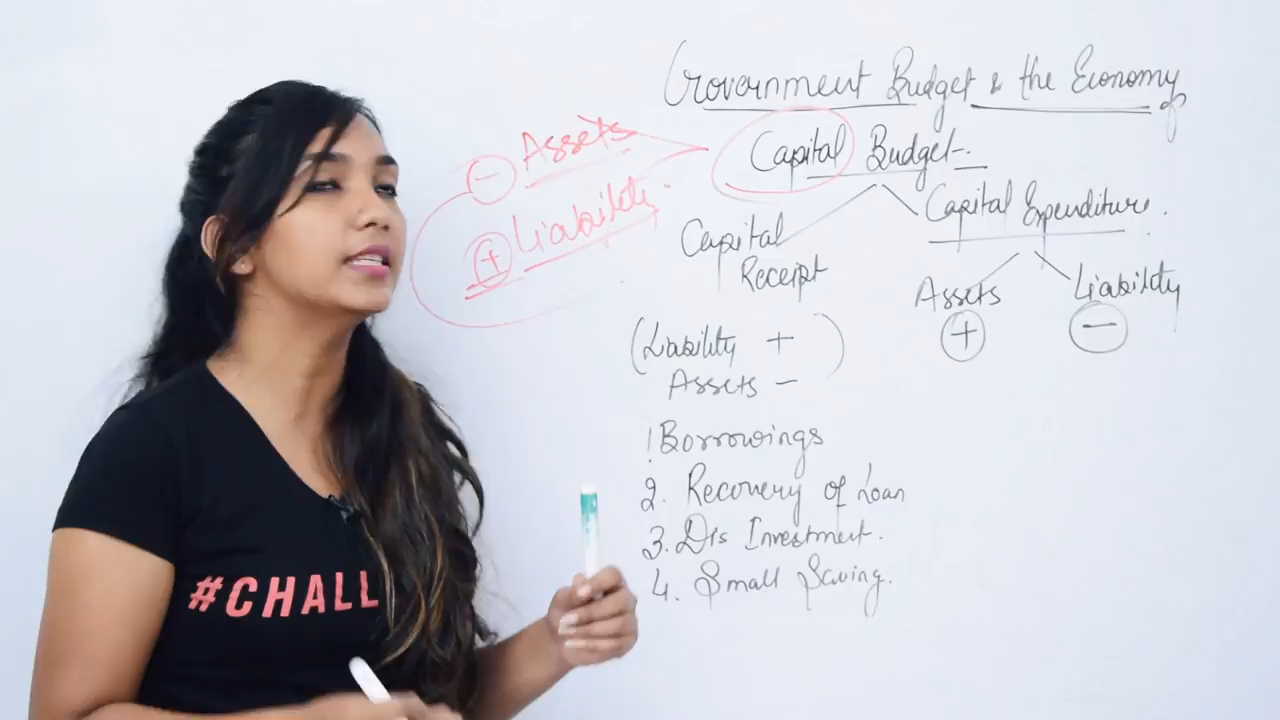 Government Budget & the Economy
Capital Budget-.
- Assets
+ Liability.
Capital Receipt
Capital Expenditure.
Assets +
Liability -
(Liability + )
Assets -
1 Borrowings
2. Recovery of Loan
3. Dis Investment.
4. Small Saving.
#CHALL